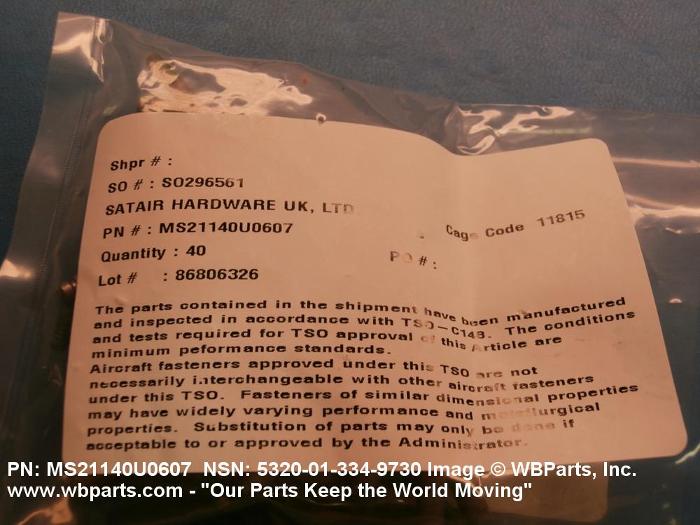 Shpr # :
SO # : SO296561
SATAIR HARDWARE UK, LTD
PN # : MS21140U0607
Cage Code 11815
Quantity : 40
PO # :
Lot # : 86806326
The parts contained in the shipment have been manufactured
and inspected in accordance with TSO-C148. The conditions
and tests required for TSO approval of this Article are
minimum peformance standards.
Aircraft fasteners approved under this TSO are not
necessarily interchangeable with other aircraft fasteners
under this TSO. Fasteners of similar dimensional properties
may have widely varying performance and metallurgical
properties. Substitution of parts may only be done if
acceptable to or approved by the Administrator.
PN: MS21140U0607 NSN: 5320-01-334-9730 Image © WBParts, Inc.
www.wbparts.com - "Our Parts Keep the World Moving"